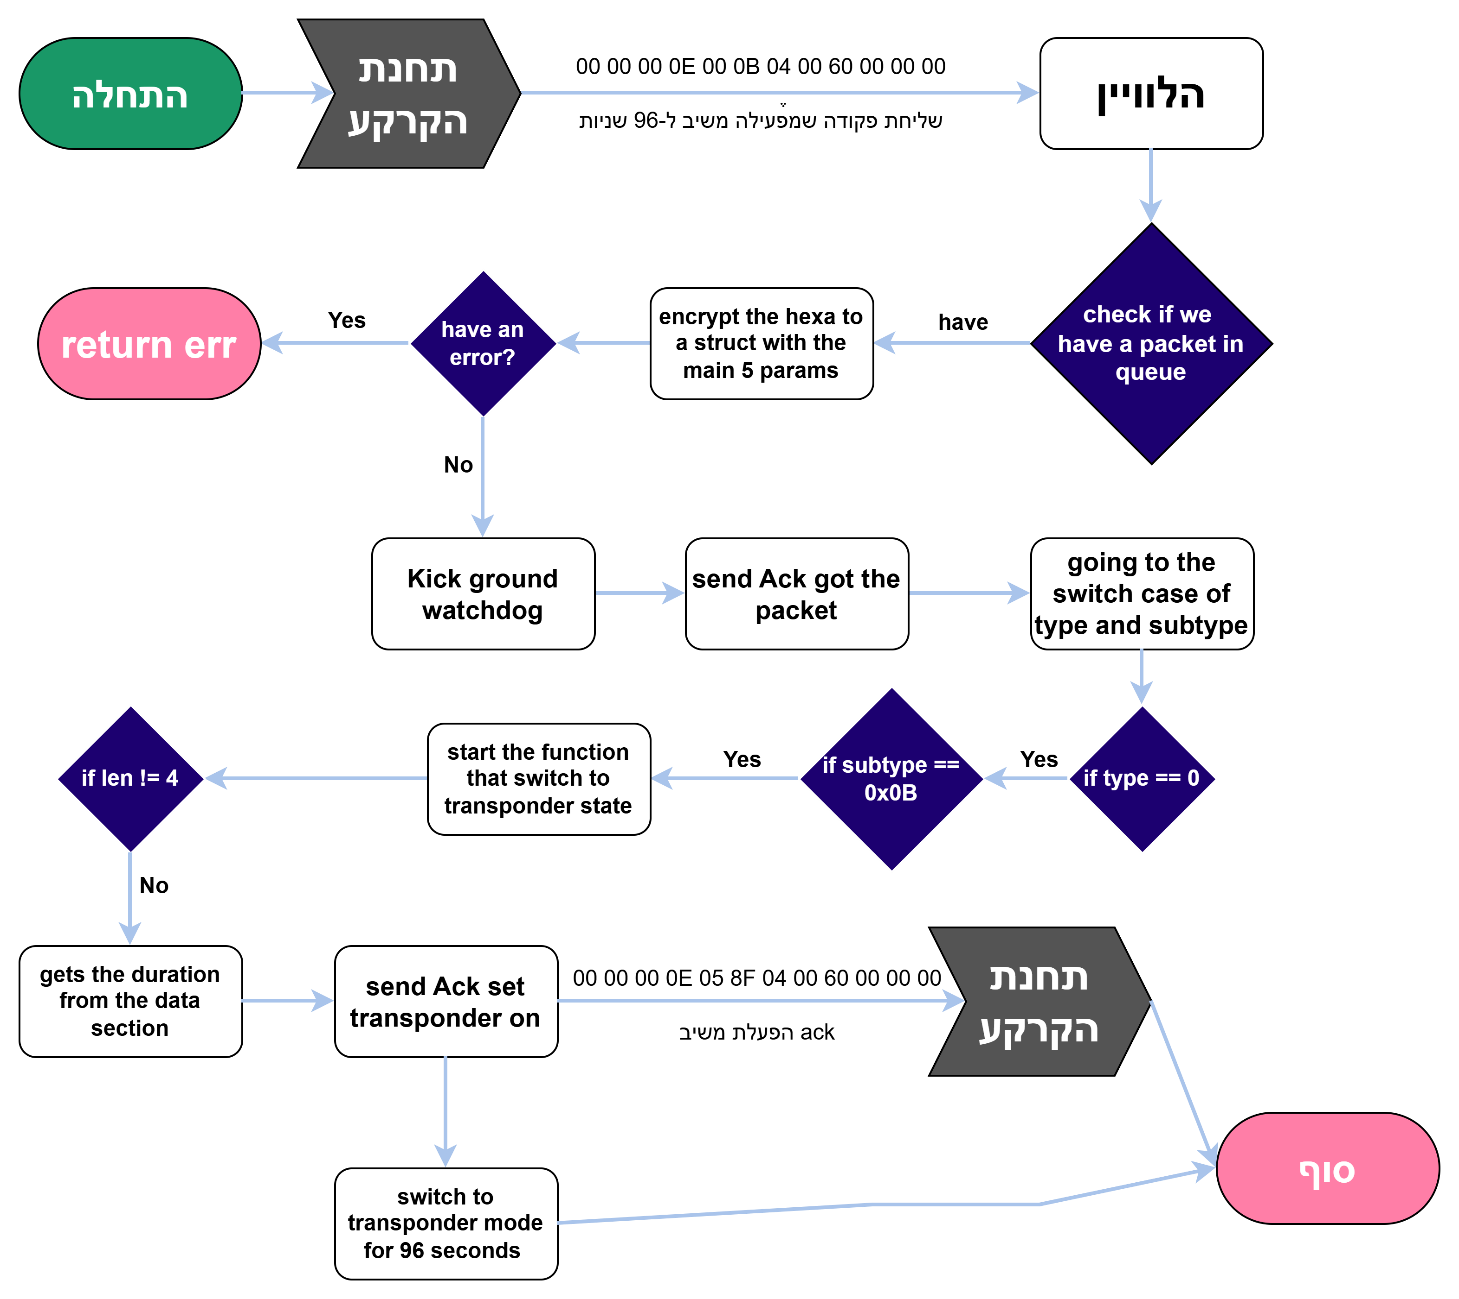 התחלה
תחנת
הקרקע
00 00 00 0E 00 0B 04 00 60 00 00 00
שליחת פקודה שמפעילה משיב ל-96 שניות
הלוויין
check if we
have a packet in
queue
have
encrypt the hexa to
a struct with the
main 5 params
have an
error?
Yes
return err
No
Kick ground
watchdog
send Ack got the
packet
going to the
switch case of
type and subtype
if type == 0
Yes
if subtype ==
0x0B
Yes
start the function
that switch to
transponder state
if len != 4
No
gets the duration
from the data
section
send Ack set
transponder on
00 00 00 0E 05 8F 04 00 60 00 00 00
ack הפעלת משיב
תחנת
הקרקע
switch to
transponder mode
for 96 seconds
סוף